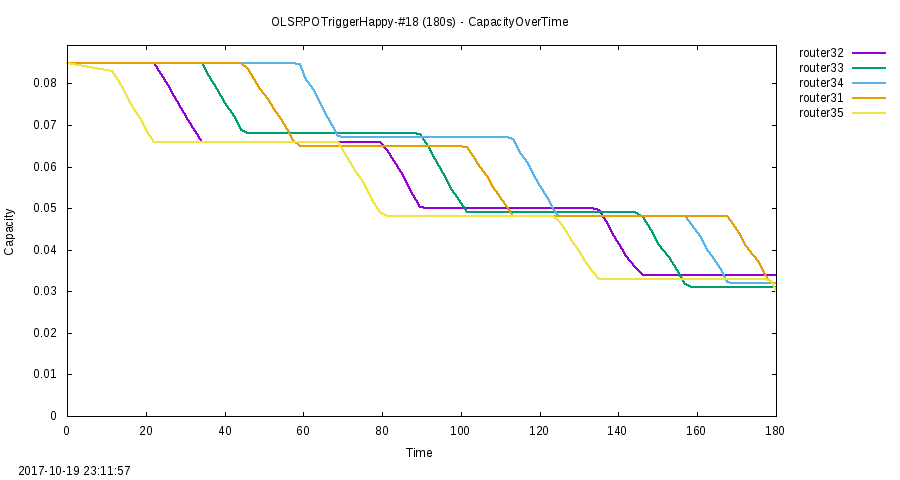 OLSRPOTriggerHappy-#18 (180s) - CapacityOverTime
router32
router33
router34
router31
router35
0.08
0.07
0.06
0.05
0.04
0.03
0.02
0.01
0
Capacity
0 20 40 60 80 100 120 140 160 180
Time
2017-10-19 23:11:57